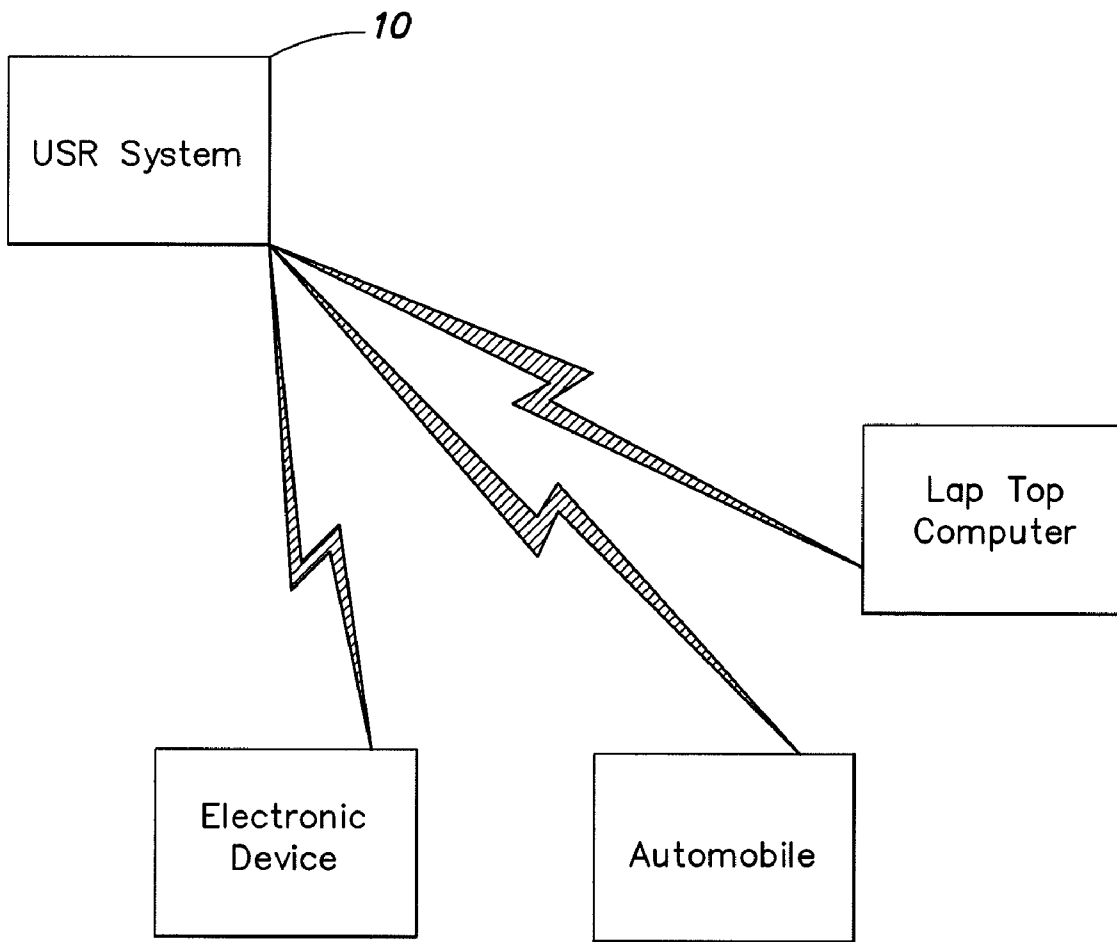 10
USR System
Lap Top
Computer
Electronic
Device
Automobile